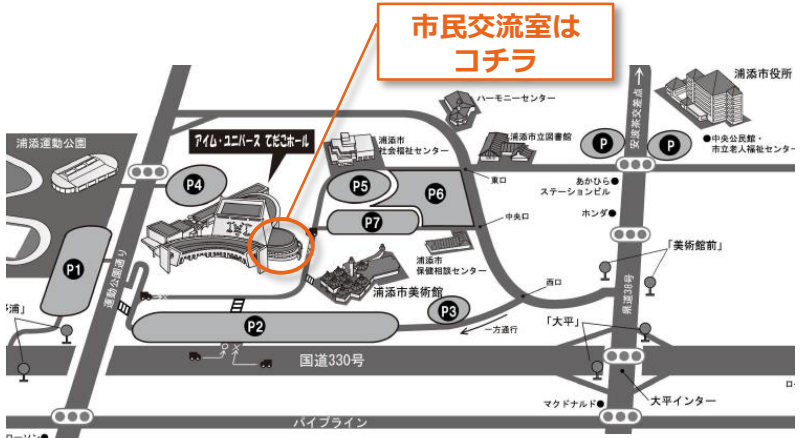 市民交流室は
コチラ
浦添市役所
ハーモニーセンター
安波茶交差点
アイム・ユニバース てだこホール
浦添運動公園
浦添市
社会福祉センター
浦添市立図書館
P
P
中央公民館・
市立老人福祉センター
P4
P5
P6
東口
あかひら
ステーションビル
ホンダ
P7
中央口
浦添市
保健相談センター
「美術館前」
P1
運動公園通り
浦添市美術館
西口
県道38号
P2
P3
一方通行
「大平」
浦」
国道330号
マクドナルド
大平インター
ロ-
パイプライン
ローソン